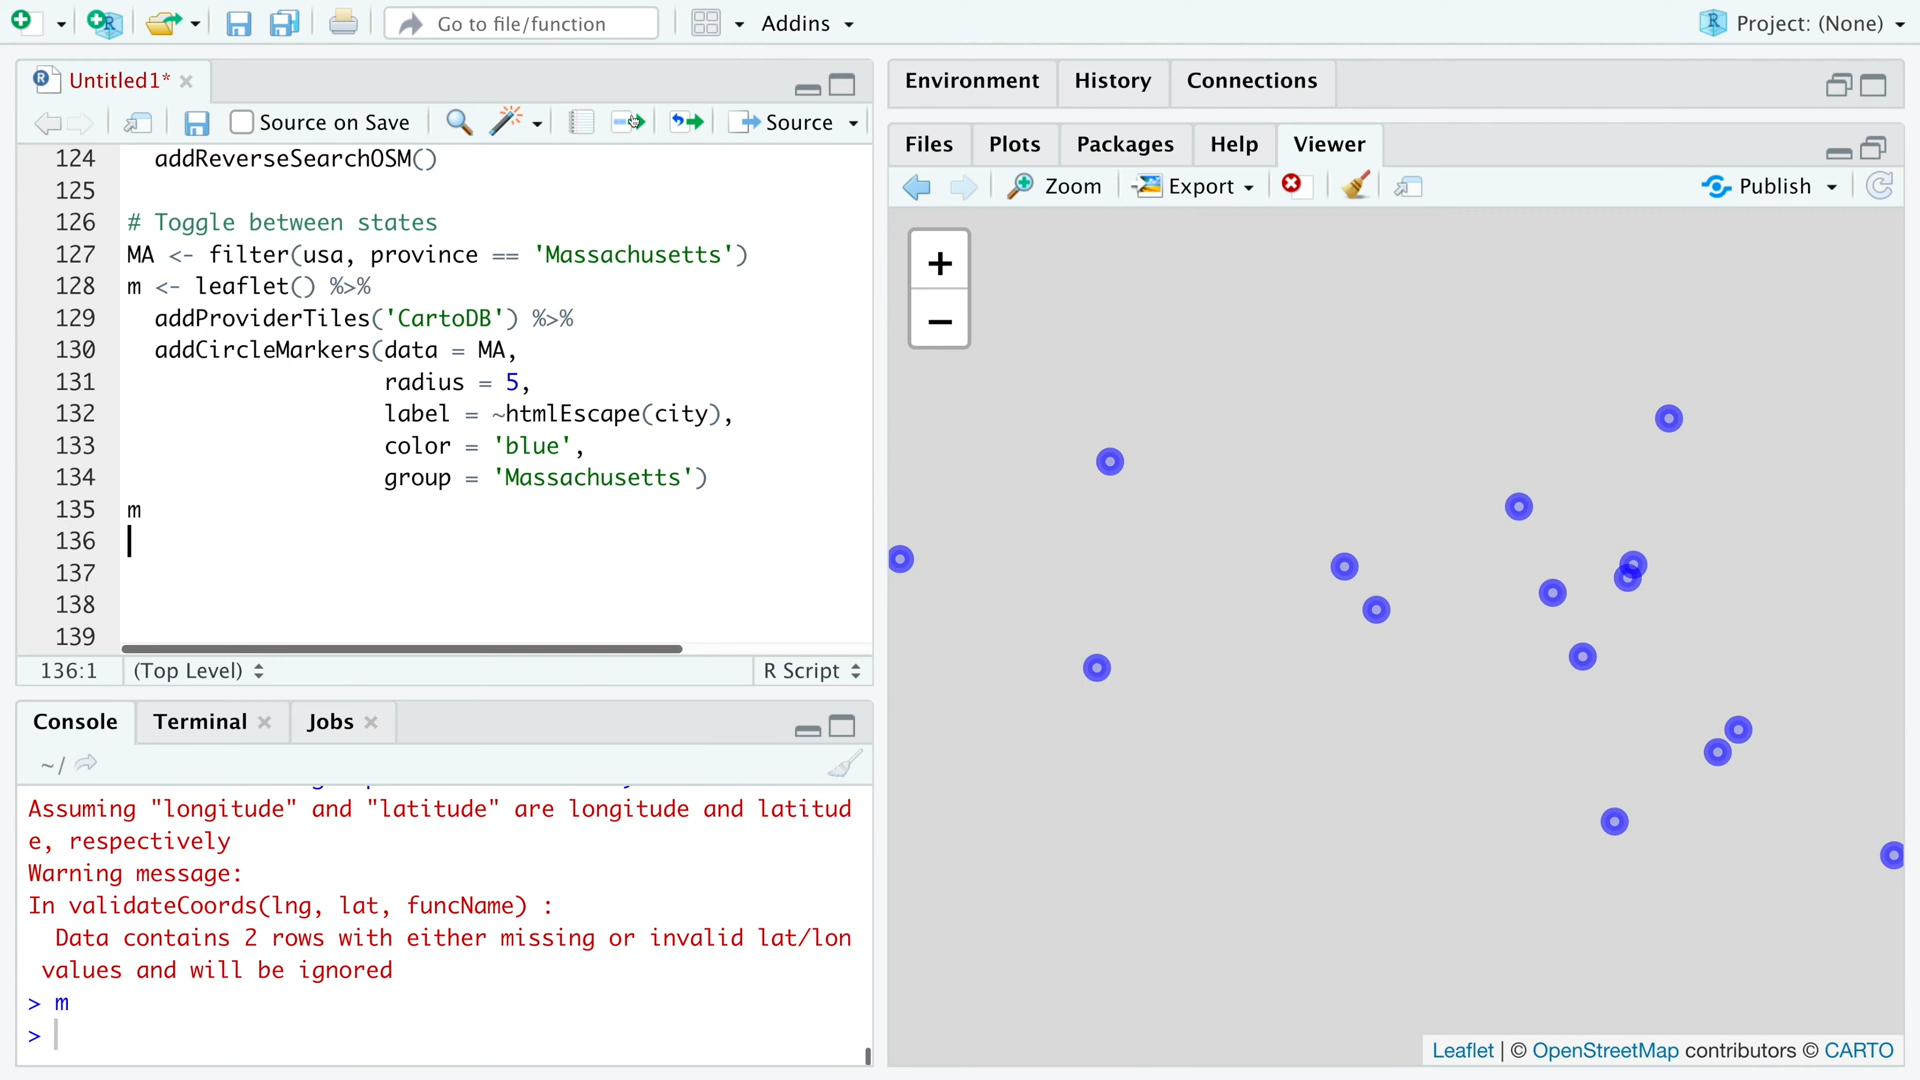 Go to file/function
Addins
Project: (None)
Untitled1*
Source on Save
Source
124 addReverseSearchOSM()
125
126 # Toggle between states
127 MA <- filter(usa, province == 'Massachusetts')
128 m <- leaflet() %>%
129 addProviderTiles('CartoDB') %>%
130 addCircleMarkers(data = MA,
131 radius = 5,
132 label = ~htmlEscape(city),
133 color = 'blue',
134 group = 'Massachusetts')
135 m
136
137
138
139
136:1 (Top Level) R Script
Console Terminal Jobs
~/
Assuming "longitude" and "latitude" are longitude and latitud
e, respectively
Warning message:
In validateCoords(lng, lat, funcName) :
Data contains 2 rows with either missing or invalid lat/lon
values and will be ignored
> m
>
Environment History Connections
Files Plots Packages Help Viewer
Zoom Export Publish
+
−
Leaflet | © OpenStreetMap contributors © CARTO